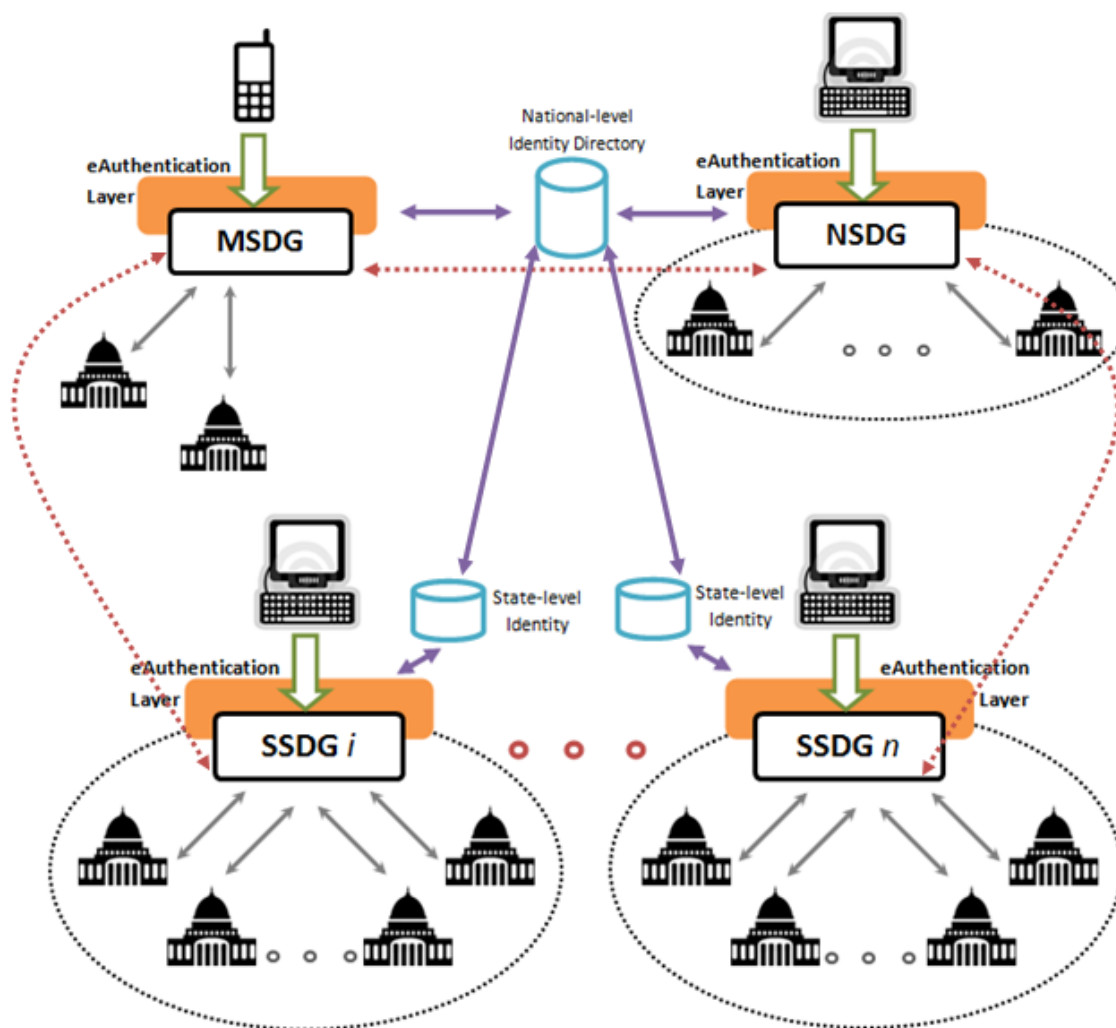 National-level
Identity Directory
eAuthentication
Layer
MSDG
eAuthentication
Layer
NSDG
State-level
Identity
State-level
Identity
eAuthentication
Layer
SSDG i
eAuthentication
Layer
SSDG n